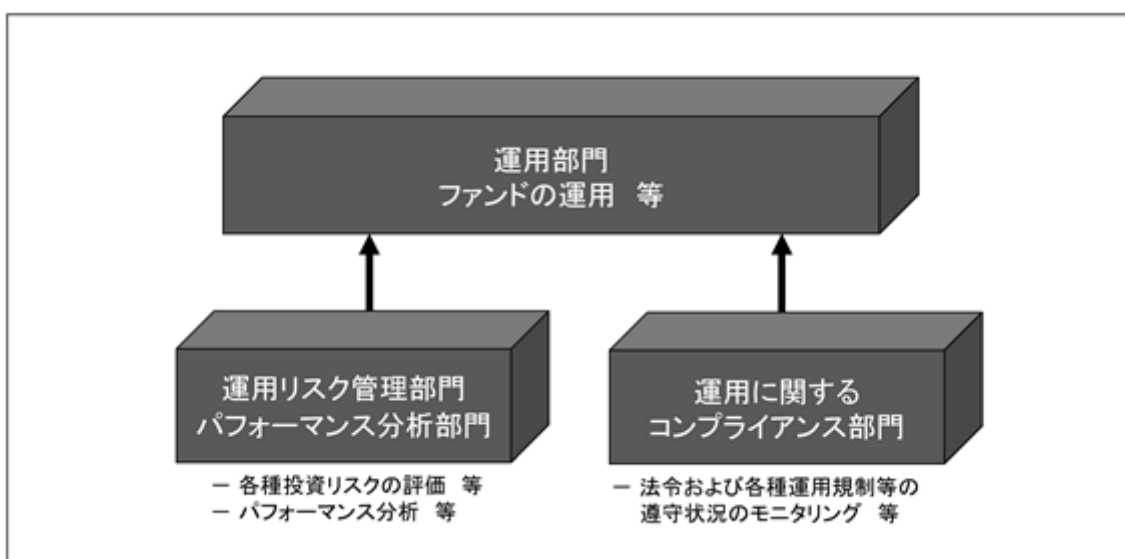 運用部門
ファンドの運用 等
運用リスク管理部門
パフォーマンス分析部門
－ 各種投資リスクの評価 等
－ パフォーマンス分析 等
運用に関する
コンプライアンス部門
－ 法令および各種運用規制等の
遵守状況のモニタリング 等